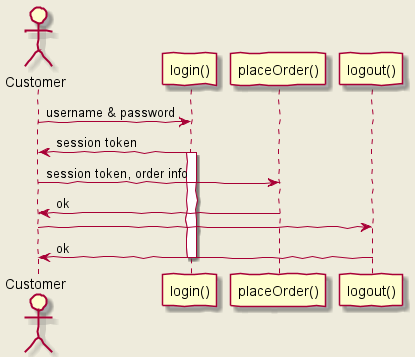 Customer
login()
placeOrder()
logout()
username & password
session token
session token, order info
ok
ok
Customer
login()
placeOrder()
logout()